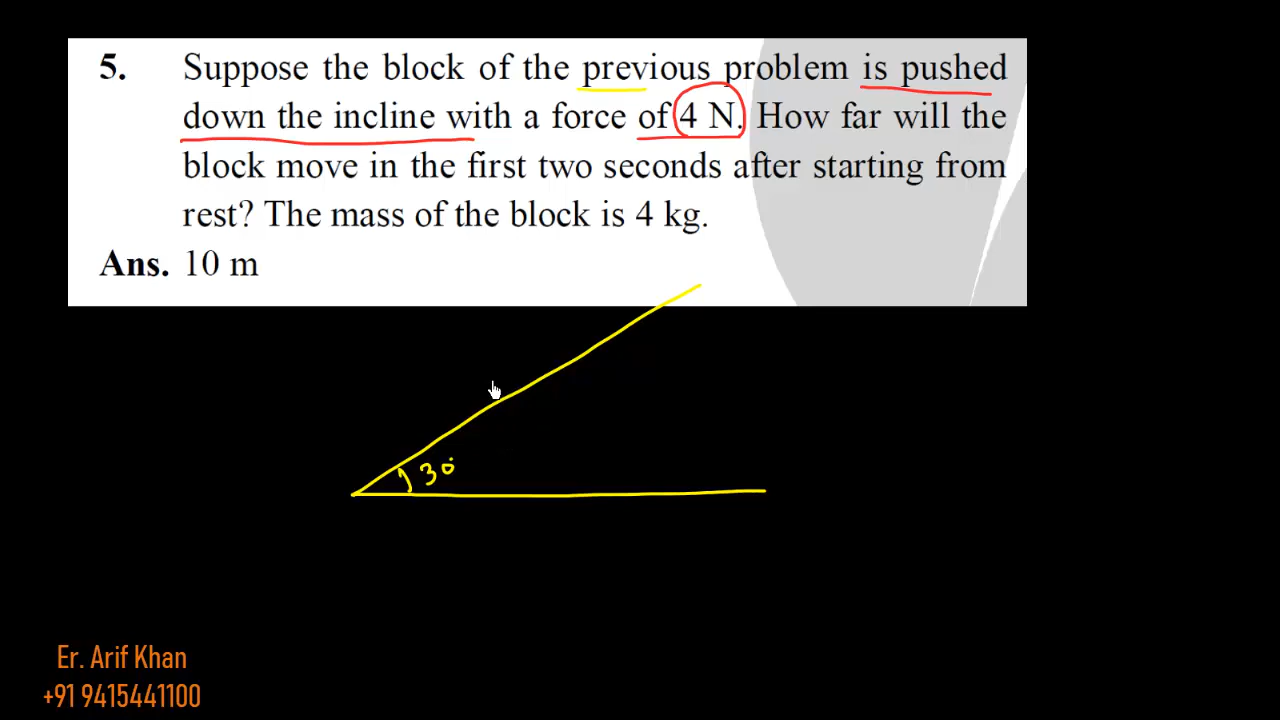 5. Suppose the block of the previous problem is pushed
down the incline with a force of 4 N. How far will the
block move in the first two seconds after starting from
rest? The mass of the block is 4 kg.
Ans. 10 m
30°
Er. Arif Khan
+91 9415441100